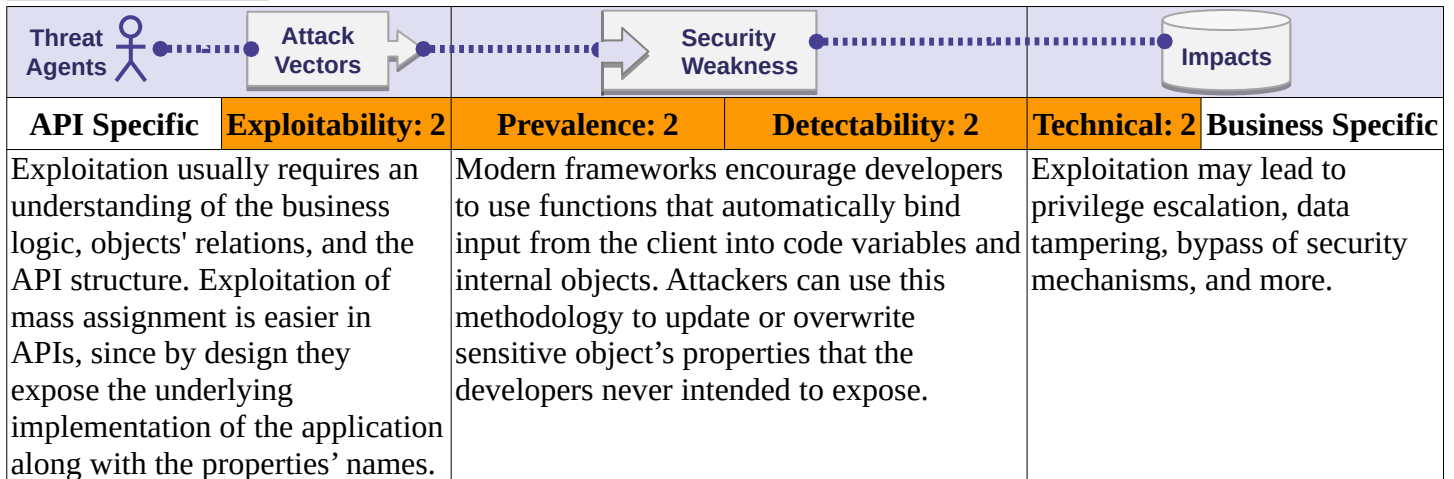 Threat
Agents
Attack
Vectors
Security
Weakness
Impacts
API Specific
Exploitability: 2
Prevalence: 2
Detectability: 2
Technical: 2
Business Specific
Exploitation usually requires an
understanding of the business
logic, objects' relations, and the
API structure. Exploitation of
mass assignment is easier in
APIs, since by design they
expose the underlying
implementation of the application
along with the properties’ names.
Modern frameworks encourage developers
to use functions that automatically bind
input from the client into code variables and
internal objects. Attackers can use this
methodology to update or overwrite
sensitive object’s properties that the
developers never intended to expose.
Exploitation may lead to
privilege escalation, data
tampering, bypass of security
mechanisms, and more.